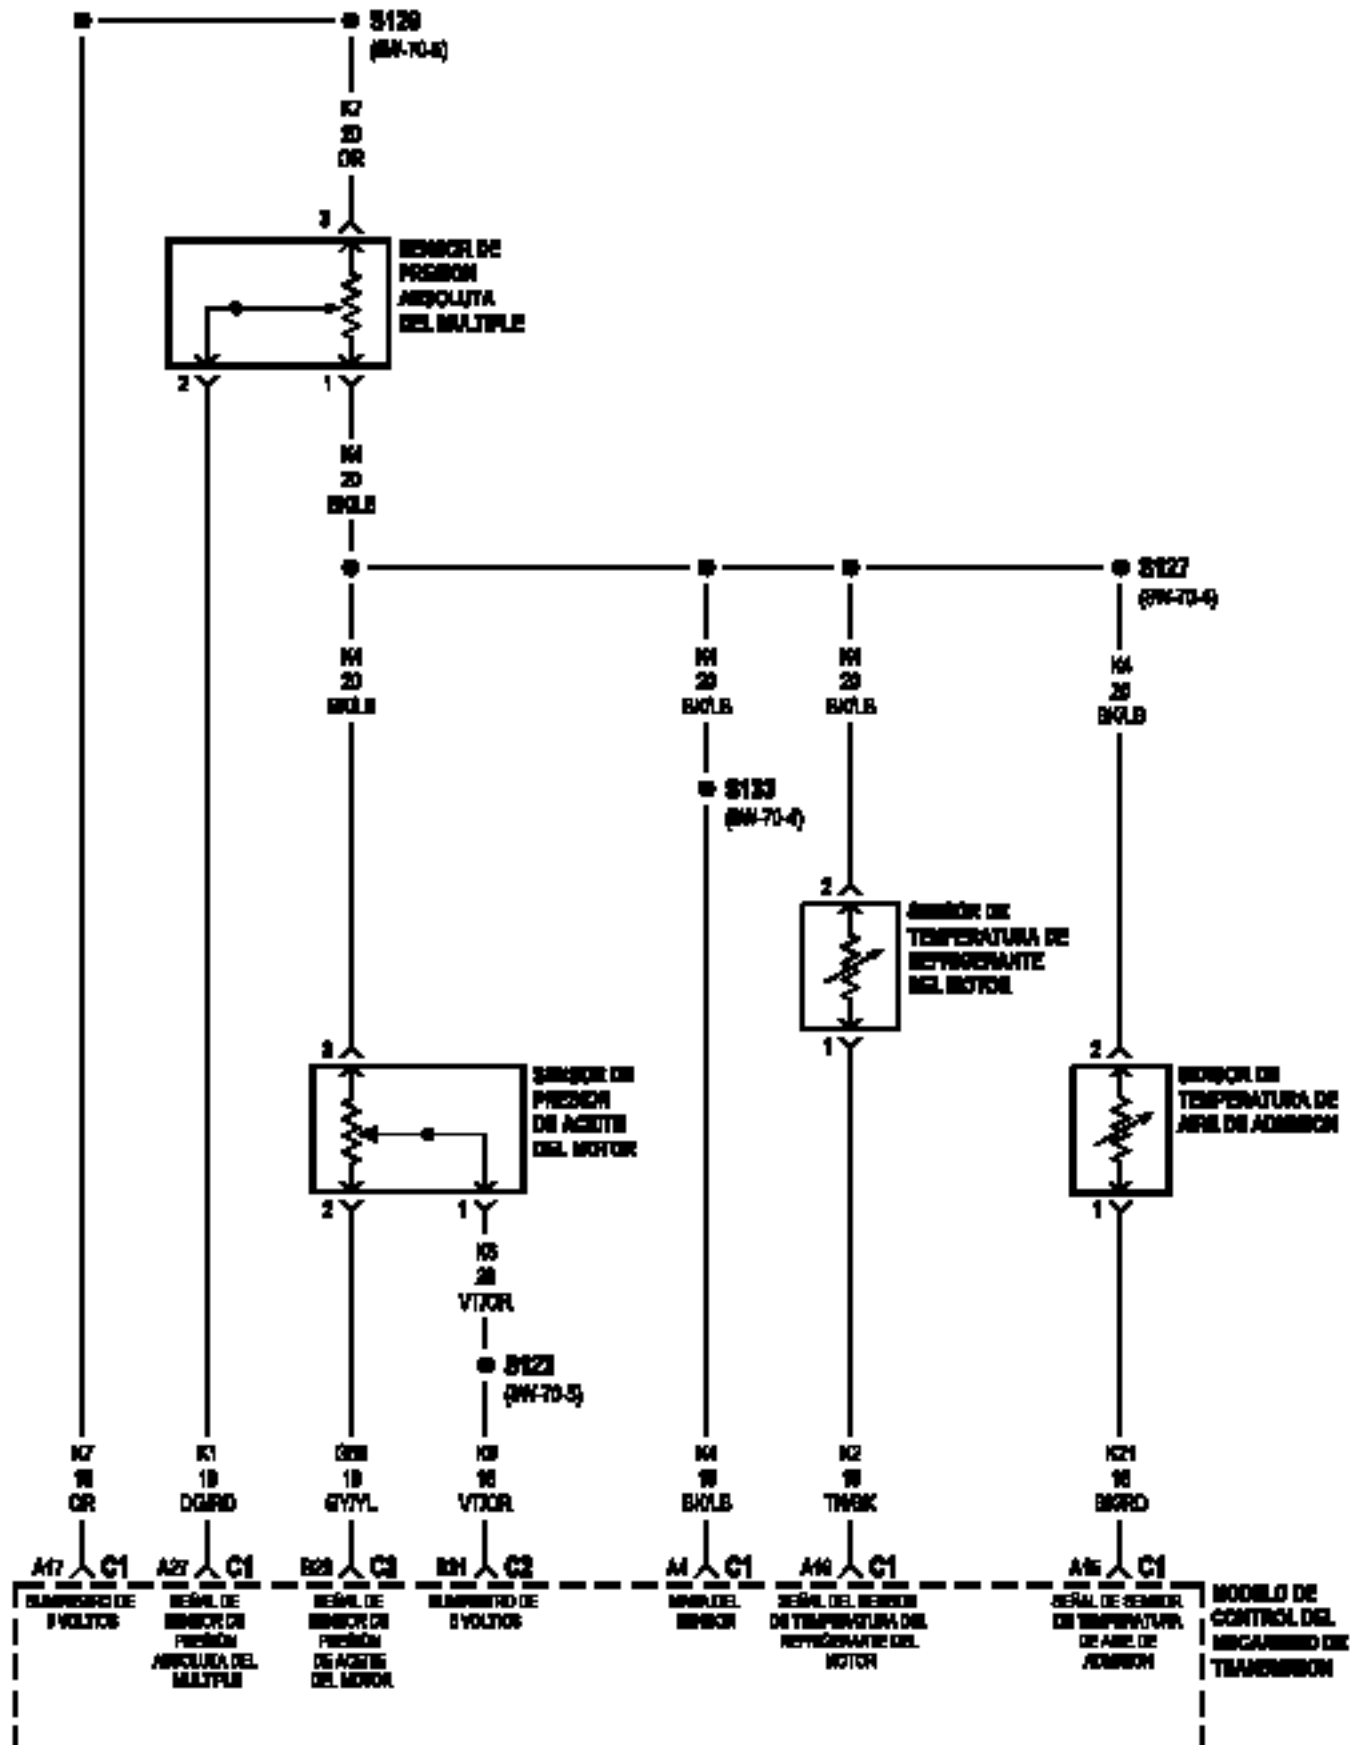 (8W-70-6)
K7
20
OR
3
SENSOR DE
PRESION
ABSOLUTA
DEL MULTIPLE
2
1
K4
20
BK/LB
S127
(8W-70-4)
K4
20
BK/LB
K4
20
BK/LB
K4
20
BK/LB
K4
20
BK/LB
S133
(8W-70-4)
2
SENSOR DE
TEMPERATURA DE
REFRIGERANTE
DEL MOTOR
1
SENSOR DE
PRESION
DE ACEITE
DEL MOTOR
2
SENSOR DE
TEMPERATURA DE
AIRE DE ADMISION
2
1
1
20
VT/OR
(8W-70-5)
K7
18
OR
K1
18
DG/RD
18
GY/YL
18
VT/OR
K4
18
BK/LB
K2
18
TN/BK
K21
18
BK/RD
A17
C1
A27
C1
C2
B31
C2
A4
C1
A16
C1
A15
C1
SUMINISTRO DE
5 VOLTIOS
SEÑAL DE
SENSOR DE
PRESIÓN
ABSOLUTA DEL
MULTIPLE
SEÑAL DE
SENSOR DE
PRESIÓN
DE ACEITE
DEL MOTOR
SUMINISTRO DE
5 VOLTIOS
MASA DEL
SENSOR
SEÑAL DEL SENSOR
DE TEMPERATURA DEL
REFRIGERANTE DEL
MOTOR
SEÑAL DE SENSOR
DE TEMPERATURA
DE AIRE DE
ADMISION
MODELO DE
CONTROL DEL
MECANISMO DE
TRANSMISION